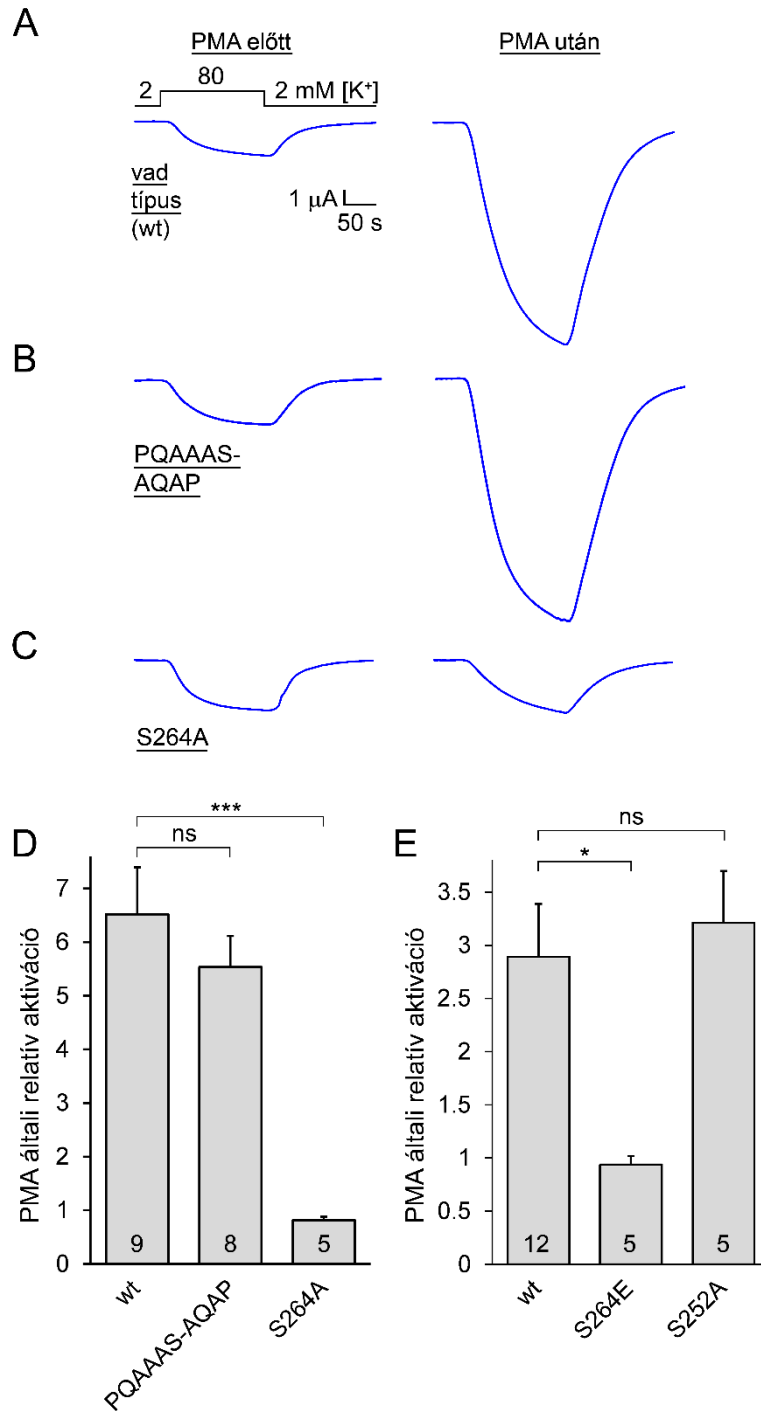 A
PMA előtt
PMA után
2 80 2 mM [K⁺]
vad
típus
(wt)
1 µA
50 s
B
PQAAAS-
AQAP
C
S264A
D
***
ns
PMA általi relatív aktiváció
7
6
5
4
3
2
1
0
9
8
5
wt
PQAAAS-AQAP
S264A
E
ns
*
PMA általi relatív aktiváció
3.5
3
2.5
2
1.5
1
0.5
0
12
5
5
wt
S264E
S252A